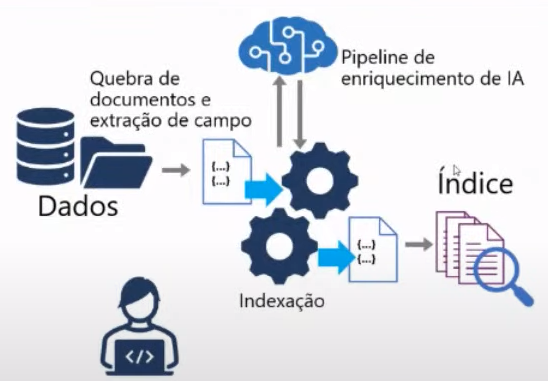 Pipeline de
enriquecimento de IA
Quebra de
documentos e
extração de campo
{...}
{...}
Dados
Índice
{...}
{...}
Indexação
</>